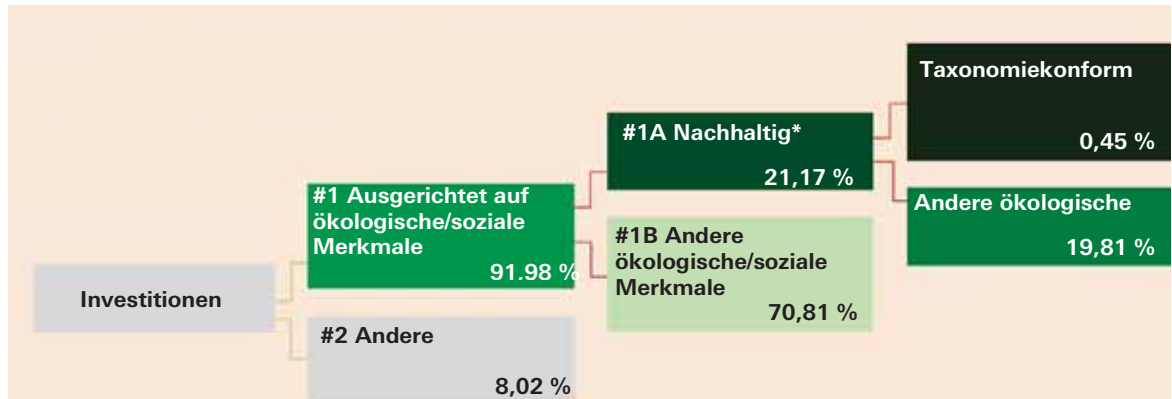 Investitionen
#1 Ausgerichtet auf
ökologische/soziale
Merkmale
91.98 %
#2 Andere
8,02 %
#1A Nachhaltig*
21,17 %
#1B Andere
ökologische/soziale
Merkmale
70,81 %
Taxonomiekonform
0,45 %
Andere ökologische
19,81 %